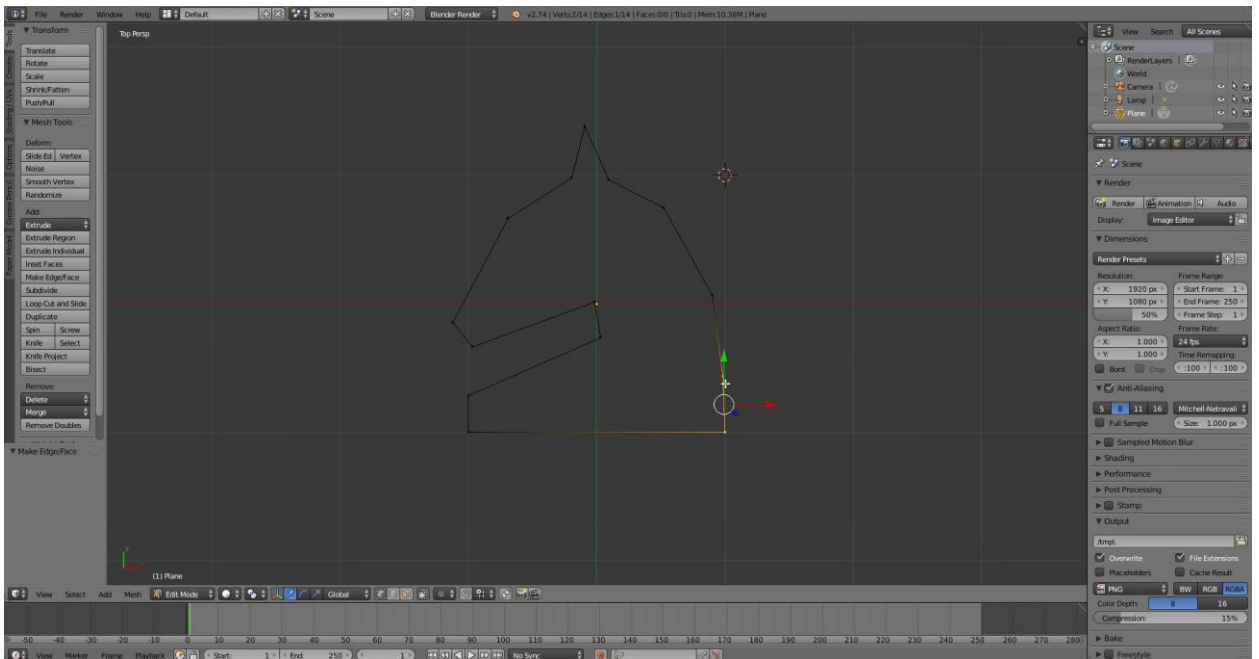 File Render Window Help Default Scene Blender Render v2.74 | Verts:2/14 | Edges:1/14 | Faces:0/0 | Tris:0 | Mem:10.38M | Plane
Top Persp
(1) Plane
Tools
Create
Shading / UVs
Options
Grease Pencil
Paper Model
Transform
Translate
Rotate
Scale
Shrink/Fatten
Push/Pull
Mesh Tools
Deform:
Slide Ed Vertex
Noise
Smooth Vertex
Randomize
Add:
Extrude
Extrude Region
Extrude Individual
Inset Faces
Make Edge/Face
Subdivide
Loop Cut and Slide
Duplicate
Spin Screw
Knife Select
Knife Project
Bisect
Remove:
Delete
Merge
Remove Doubles
Make Edge/Face
y
View Select Add Mesh Edit Mode Global
-50 -40 -30 -20 -10 0 10 20 30 40 50 60 70 80 90 100 110 120 130 140 150 160 170 180 190 200 210 220 230 240 250 260 270 280
View Marker Frame Playback Start: 1 End: 250 1 No Sync
View Search All Scenes
Scene
RenderLayers
World
Camera
Lamp
Plane
Scene
Render
Render Animation Audio
Display: Image Editor
Dimensions
Render Presets
Resolution: Frame Range:
X: 1920 px Start Frame: 1
Y: 1080 px End Frame: 250
50% Frame Step: 1
Aspect Ratio: Frame Rate:
X: 1.000 24 fps
Y: 1.000 Time Remapping:
Bord Crop :100 :100
Anti-Aliasing
5 8 11 16 Mitchell-Netravali
Full Sample Size: 1.000 px
Sampled Motion Blur
Shading
Performance
Post Processing
Stamp
Output
/tmp\
Overwrite File Extensions
Placeholders Cache Result
PNG BW RGB RGBA
Color Depth: 8 16
Compression: 15%
Bake
Freestyle